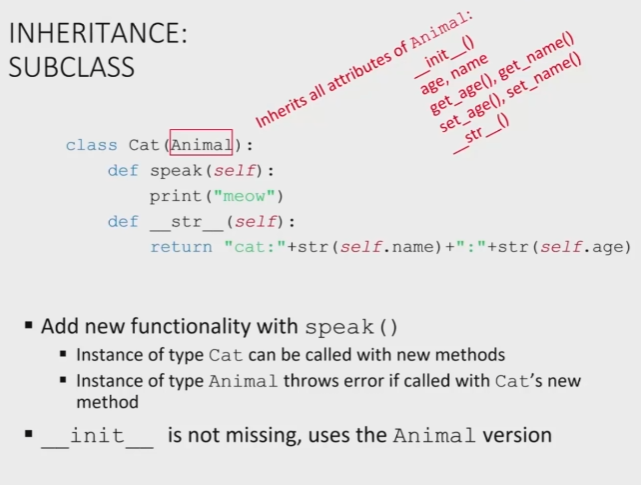 INHERITANCE:
SUBCLASS
Inherits all attributes of Animal:
__init__()
age, name
get_age(), get_name()
set_age(), set_name()
__str__()
class Cat(Animal):
def speak(self):
print("meow")
def __str__(self):
return "cat:"+str(self.name)+":"+str(self.age)
▪ Add new functionality with speak()
▪ Instance of type Cat can be called with new methods
▪ Instance of type Animal throws error if called with Cat’s new
method
▪ __init__ is not missing, uses the Animal version